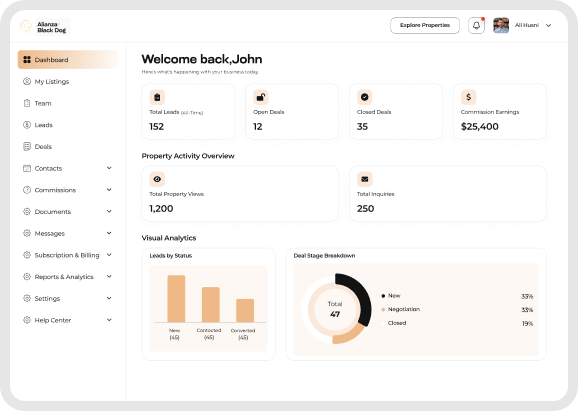 Alianza
Black Dog
Explore Properties
Ali Husni
Dashboard
My Listings
Team
Leads
Deals
Contacts
Commissions
Documents
Messages
Subscription & Billing
Reports & Analytics
Settings
Help Center
Welcome back,John
Here's what's happening with your business today.
Total Leads (All-Time)
152
Open Deals
12
Closed Deals
35
Commission Earnings
$25,400
Property Activity Overview
Total Property Views
1,200
Total Inquiries
250
Visual Analytics
Leads by Status
New
(45)
Contacted
(45)
Converted
(45)
Deal Stage Breakdown
Total
47
New 33%
Negotiation 33%
Closed 19%